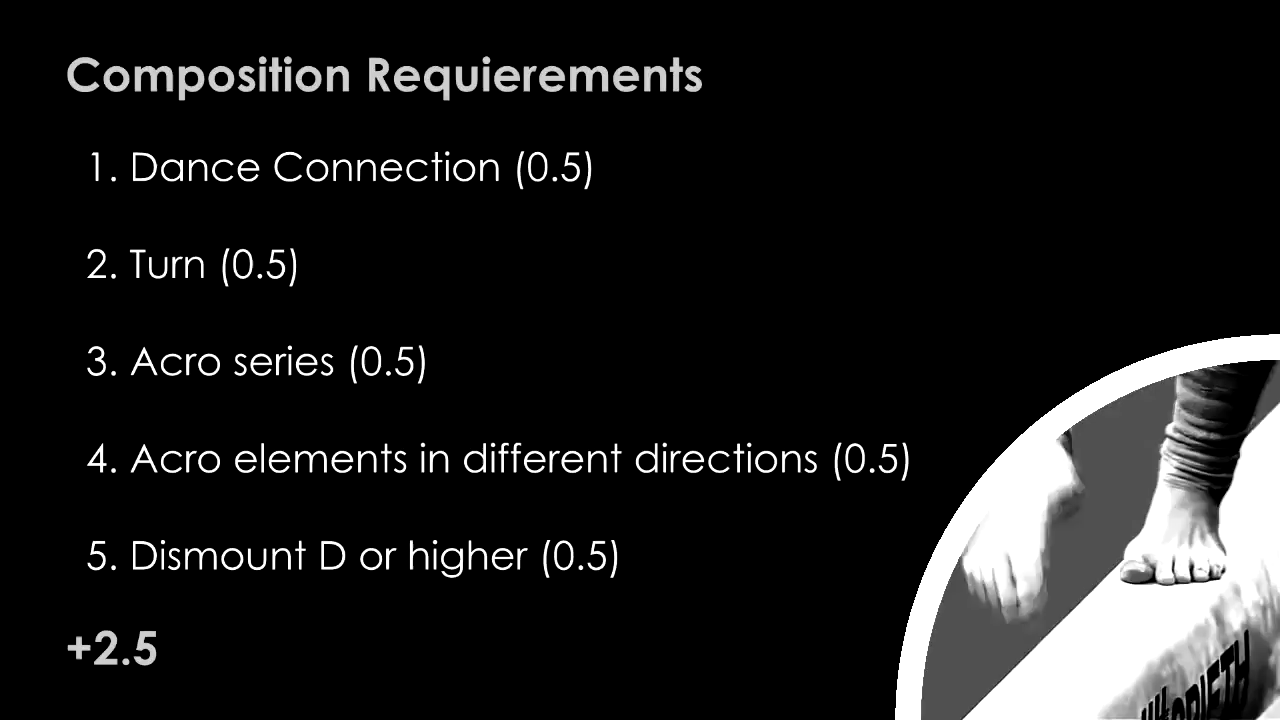 Composition Requierements
1. Dance Connection (0.5)
2. Turn (0.5)
3. Acro series (0.5)
4. Acro elements in different directions (0.5)
5. Dismount D or higher (0.5)
+2.5